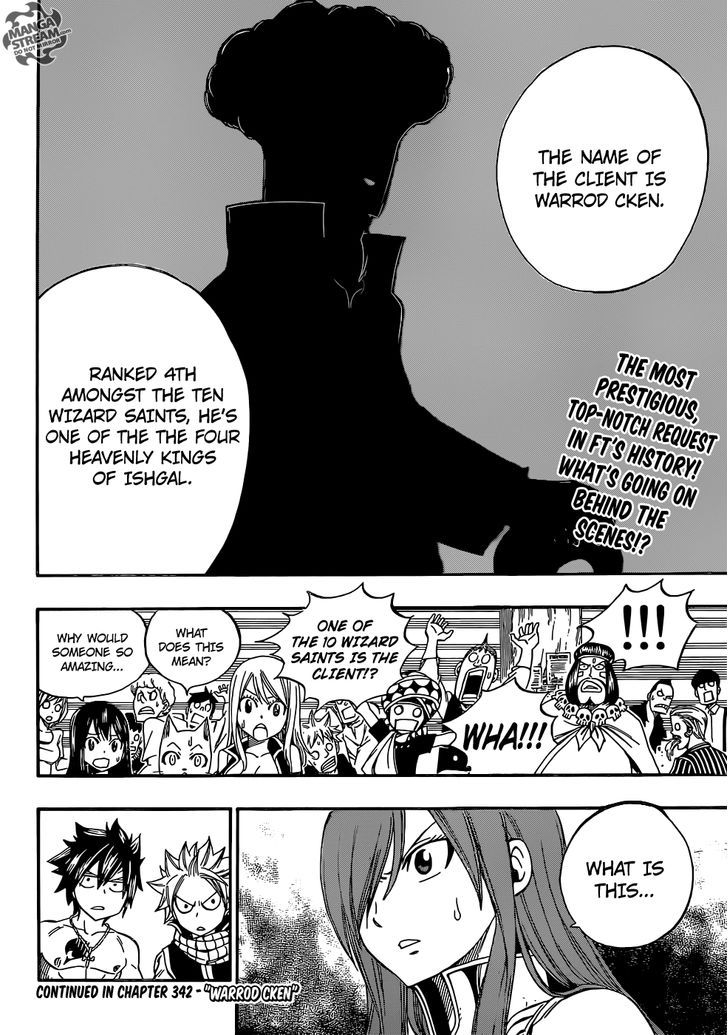 MANGA
STREAM.com
DO NOT MIRROR
THE NAME OF
THE CLIENT IS
WARROD CKEN.
RANKED 4TH
AMONGST THE TEN
WIZARD SAINTS, HE'S
ONE OF THE THE FOUR
HEAVENLY KINGS
OF ISHGAL.
THE MOST
PRESTIGIOUS,
TOP-NOTCH REQUEST
IN FT'S HISTORY!
WHAT'S GOING ON
BEHIND THE
SCENES!?
WHY WOULD
SOMEONE SO
AMAZING...
WHAT
DOES THIS
MEAN?
ONE OF
THE 10 WIZARD
SAINTS IS THE
CLIENT!?
WHA!!!
!!!
WHAT IS
THIS...
CONTINUED IN CHAPTER 342 - "WARROD CKEN"